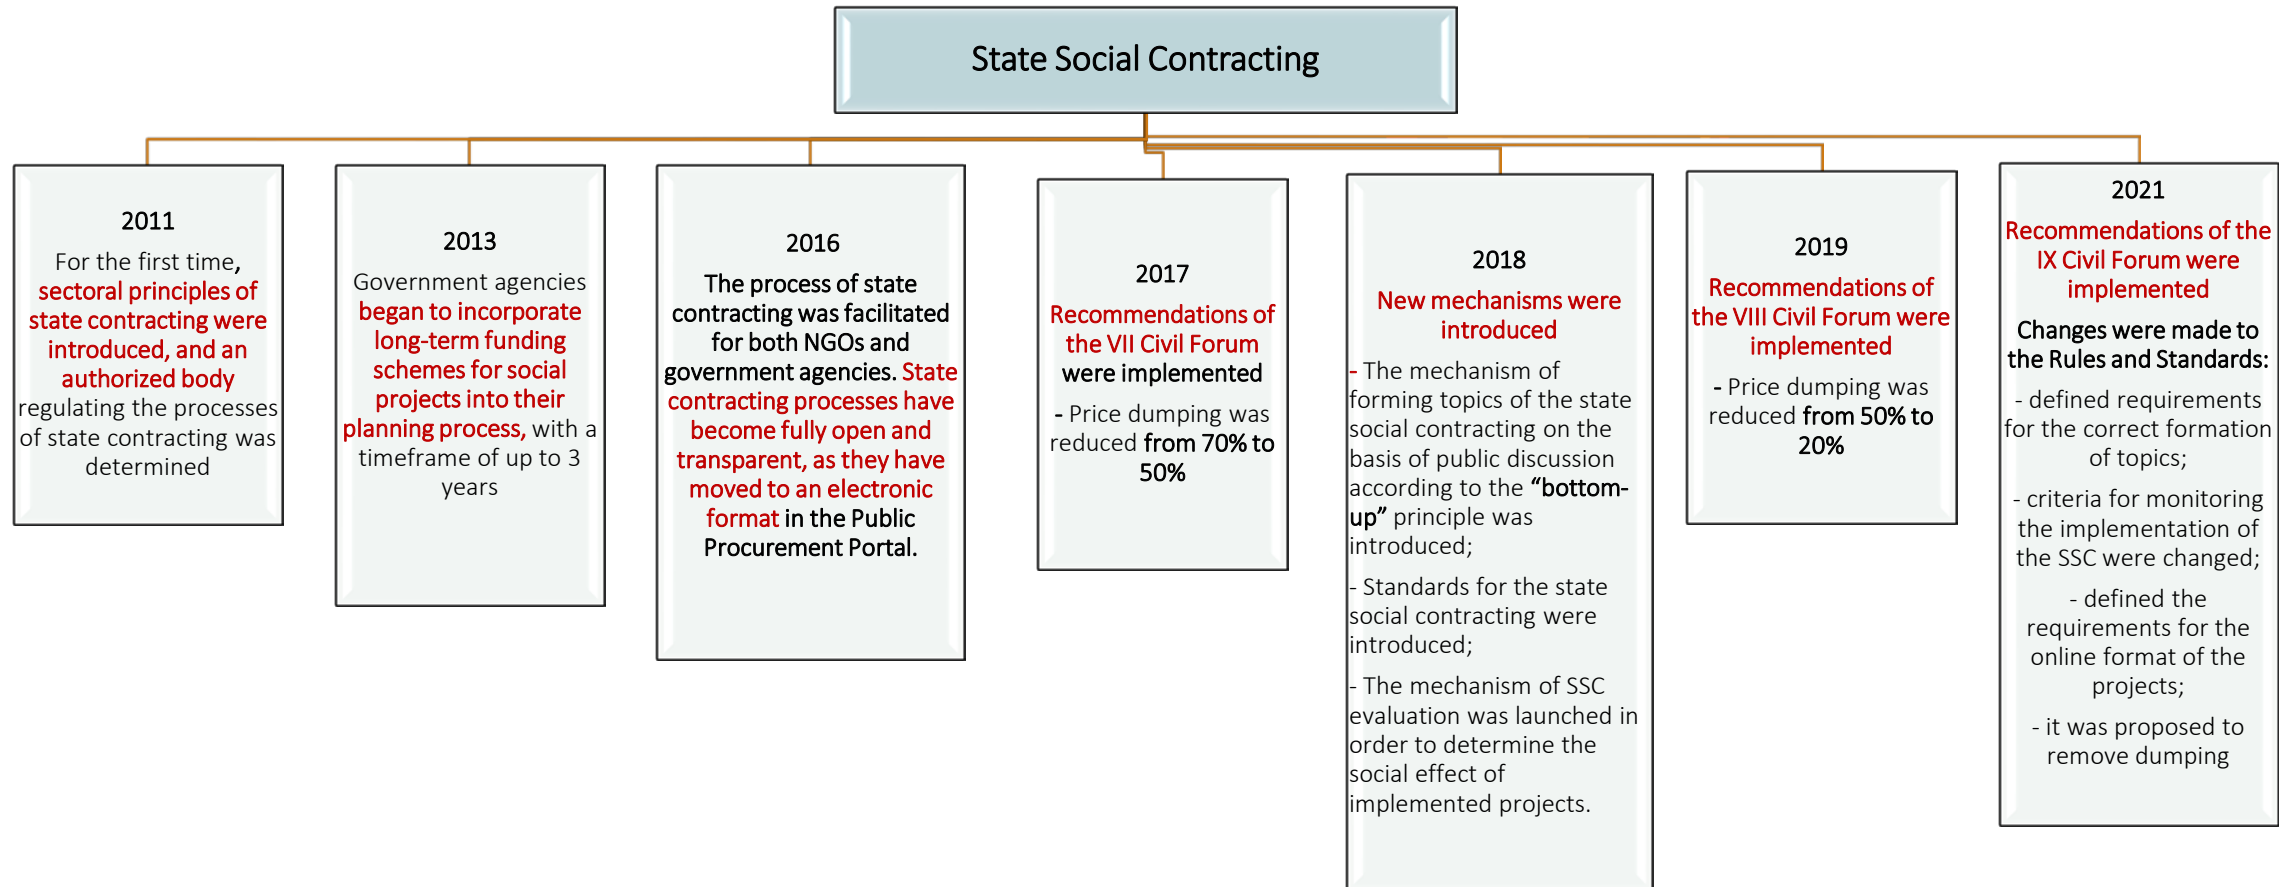 State Social Contracting
2011
For the first time,
sectoral principles of
state contracting were
introduced, and an
authorized body
regulating the processes
of state contracting was
determined
2013
Government agencies
began to incorporate
long-term funding
schemes for social
projects into their
planning process, with a
timeframe of up to 3
years
2016
The process of state
contracting was facilitated
for both NGOs and
government agencies. State
contracting processes have
become fully open and
transparent, as they have
moved to an electronic
format in the Public
Procurement Portal.
2017
Recommendations of
the VII Civil Forum
were implemented
- Price dumping was
reduced from 70% to
50%
2018
New mechanisms were
introduced
- The mechanism of
forming topics of the state
social contracting on the
basis of public discussion
according to the “bottom-
up” principle was
introduced;
- Standards for the state
social contracting were
introduced;
- The mechanism of SSC
evaluation was launched in
order to determine the
social effect of
implemented projects.
2019
Recommendations of
the VIII Civil Forum were
implemented
- Price dumping was
reduced from 50% to
20%
2021
Recommendations of the
IX Civil Forum were
implemented
Changes were made to
the Rules and Standards:
- defined requirements
for the correct formation
of topics;
- criteria for monitoring
the implementation of
the SSC were changed;
- defined the
requirements for the
online format of the
projects;
- it was proposed to
remove dumping